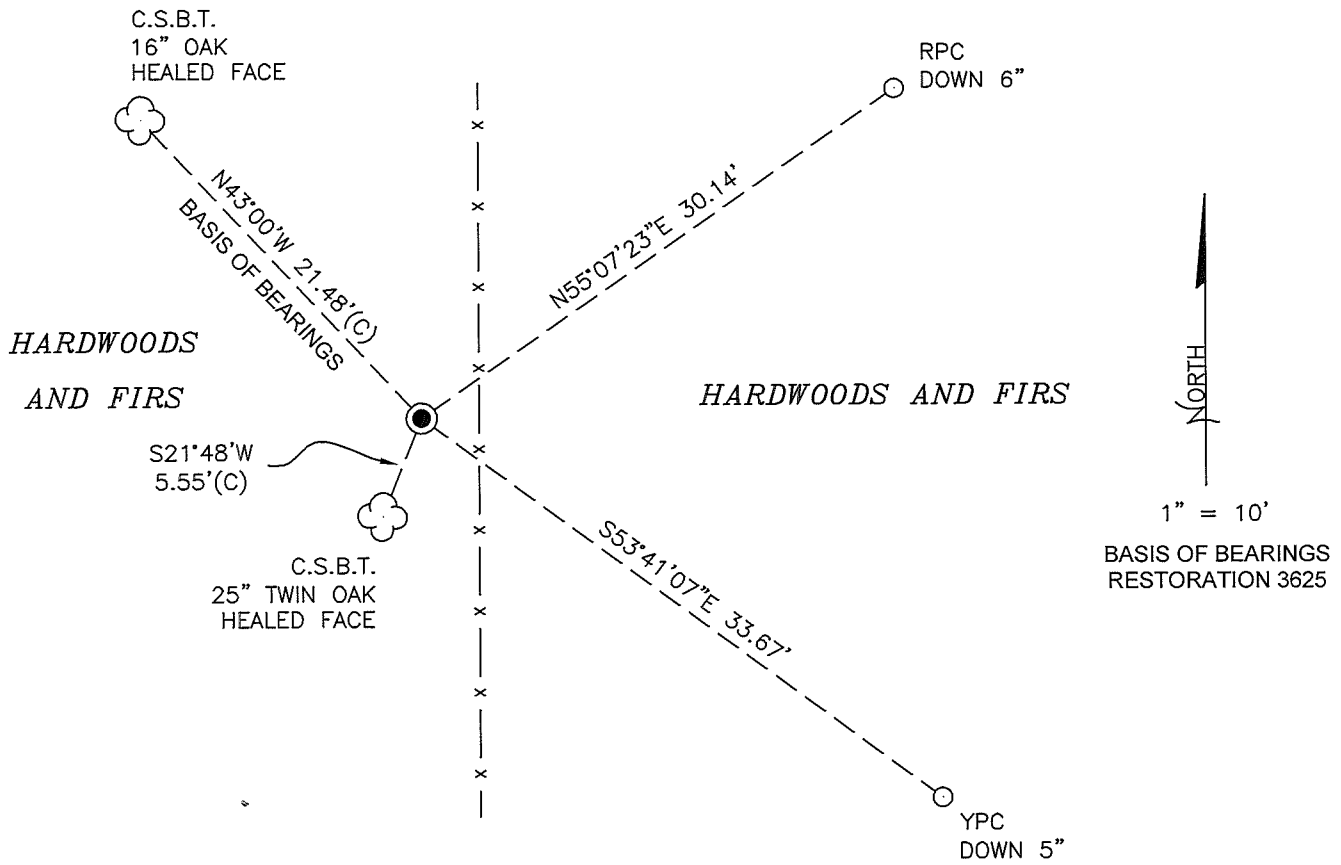 C.S.B.T.
16" OAK
HEALED FACE
RPC
DOWN 6"
N43°00'W 21.48'(C)
BASIS OF BEARINGS
N55°07'23"E 30.14'
HARDWOODS
AND FIRS
HARDWOODS AND FIRS
NORTH
S21°48'W
5.55'(C)
1" = 10'
BASIS OF BEARINGS
RESTORATION 3625
C.S.B.T.
25" TWIN OAK
HEALED FACE
S53°41'07"E 33.67'
YPC
DOWN 5"